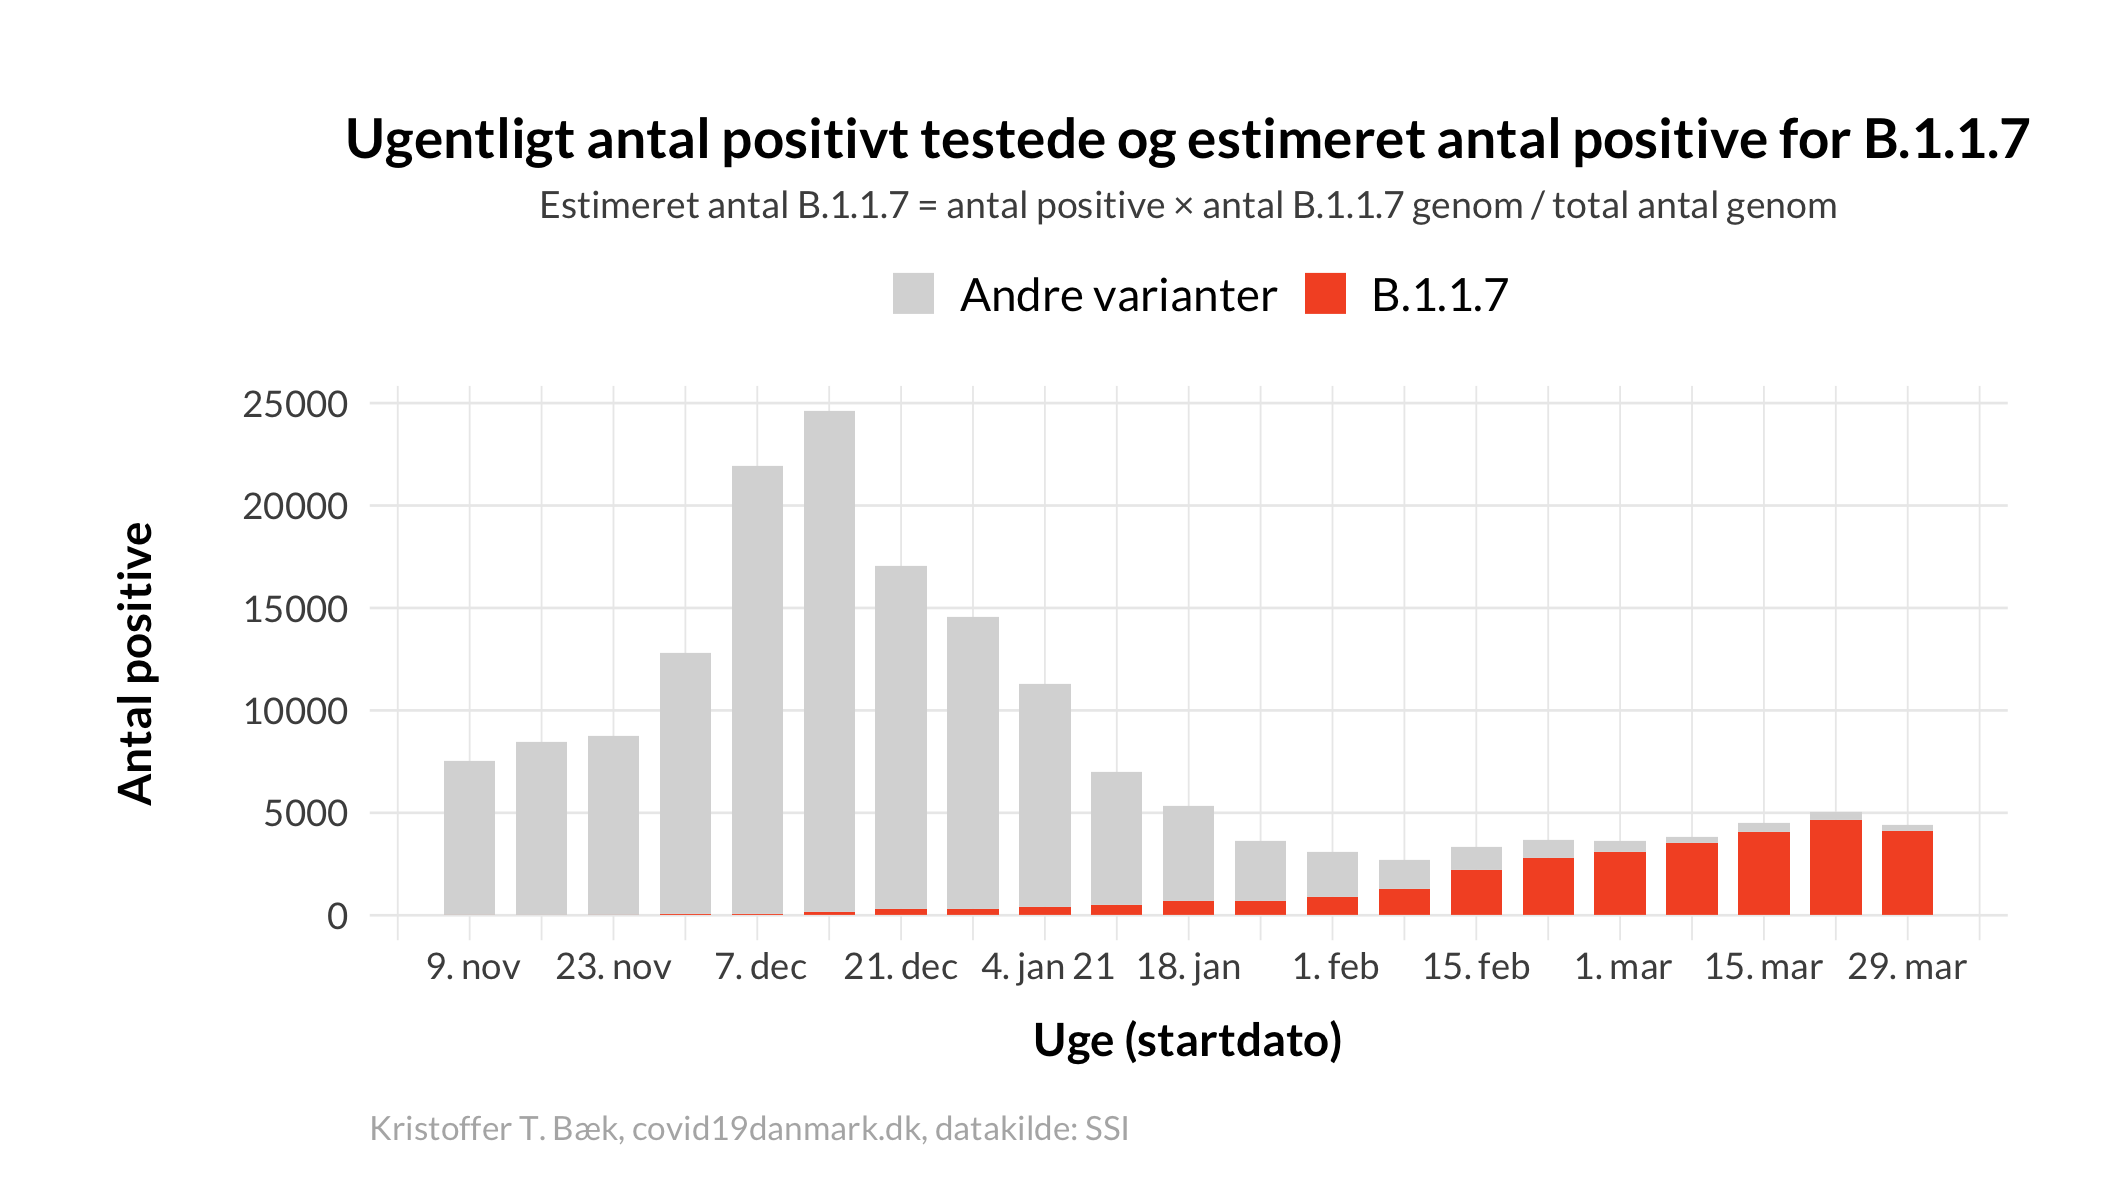 Ugentligt antal positivt testede og estimeret antal positive for B.1.1.7
Estimeret antal B.1.1.7 = antal positive × antal B.1.1.7 genom / total antal genom
Andre varianter B.1.1.7
Antal positive
25000
20000
15000
10000
5000
0
9. nov 23. nov 7. dec 21. dec 4. jan 21 18. jan 1. feb 15. feb 1. mar 15. mar 29. mar
Uge (startdato)
Kristoffer T. Bæk, covid19danmark.dk, datakilde: SSI